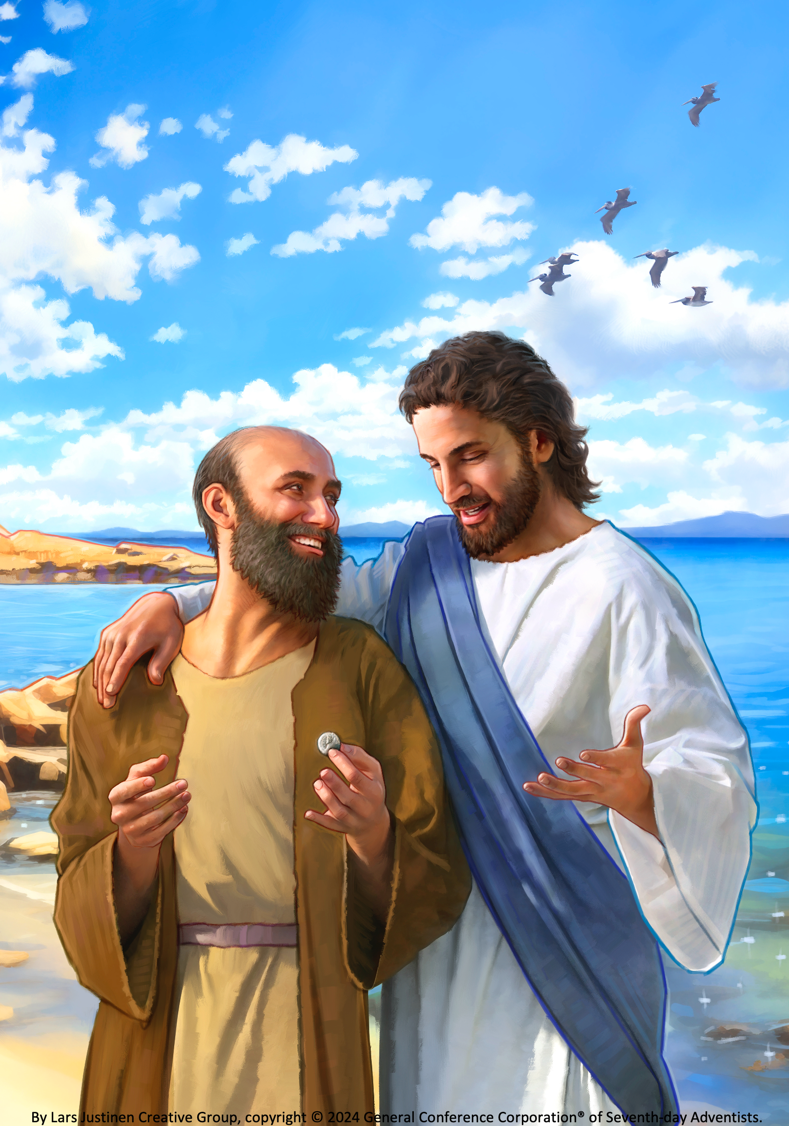 By Lars Justinen Creative Group, copyright © 2024 General Conference Corporation® of Seventh-day Adventists.